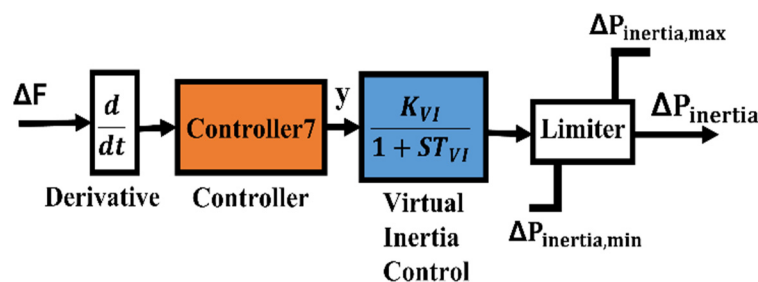 ΔF
d
dt
Derivative
Controller7
Controller
y
K_VI
1 + ST_VI
Virtual
Inertia
Control
Limiter
ΔP_inertia,max
ΔP_inertia
ΔP_inertia,min